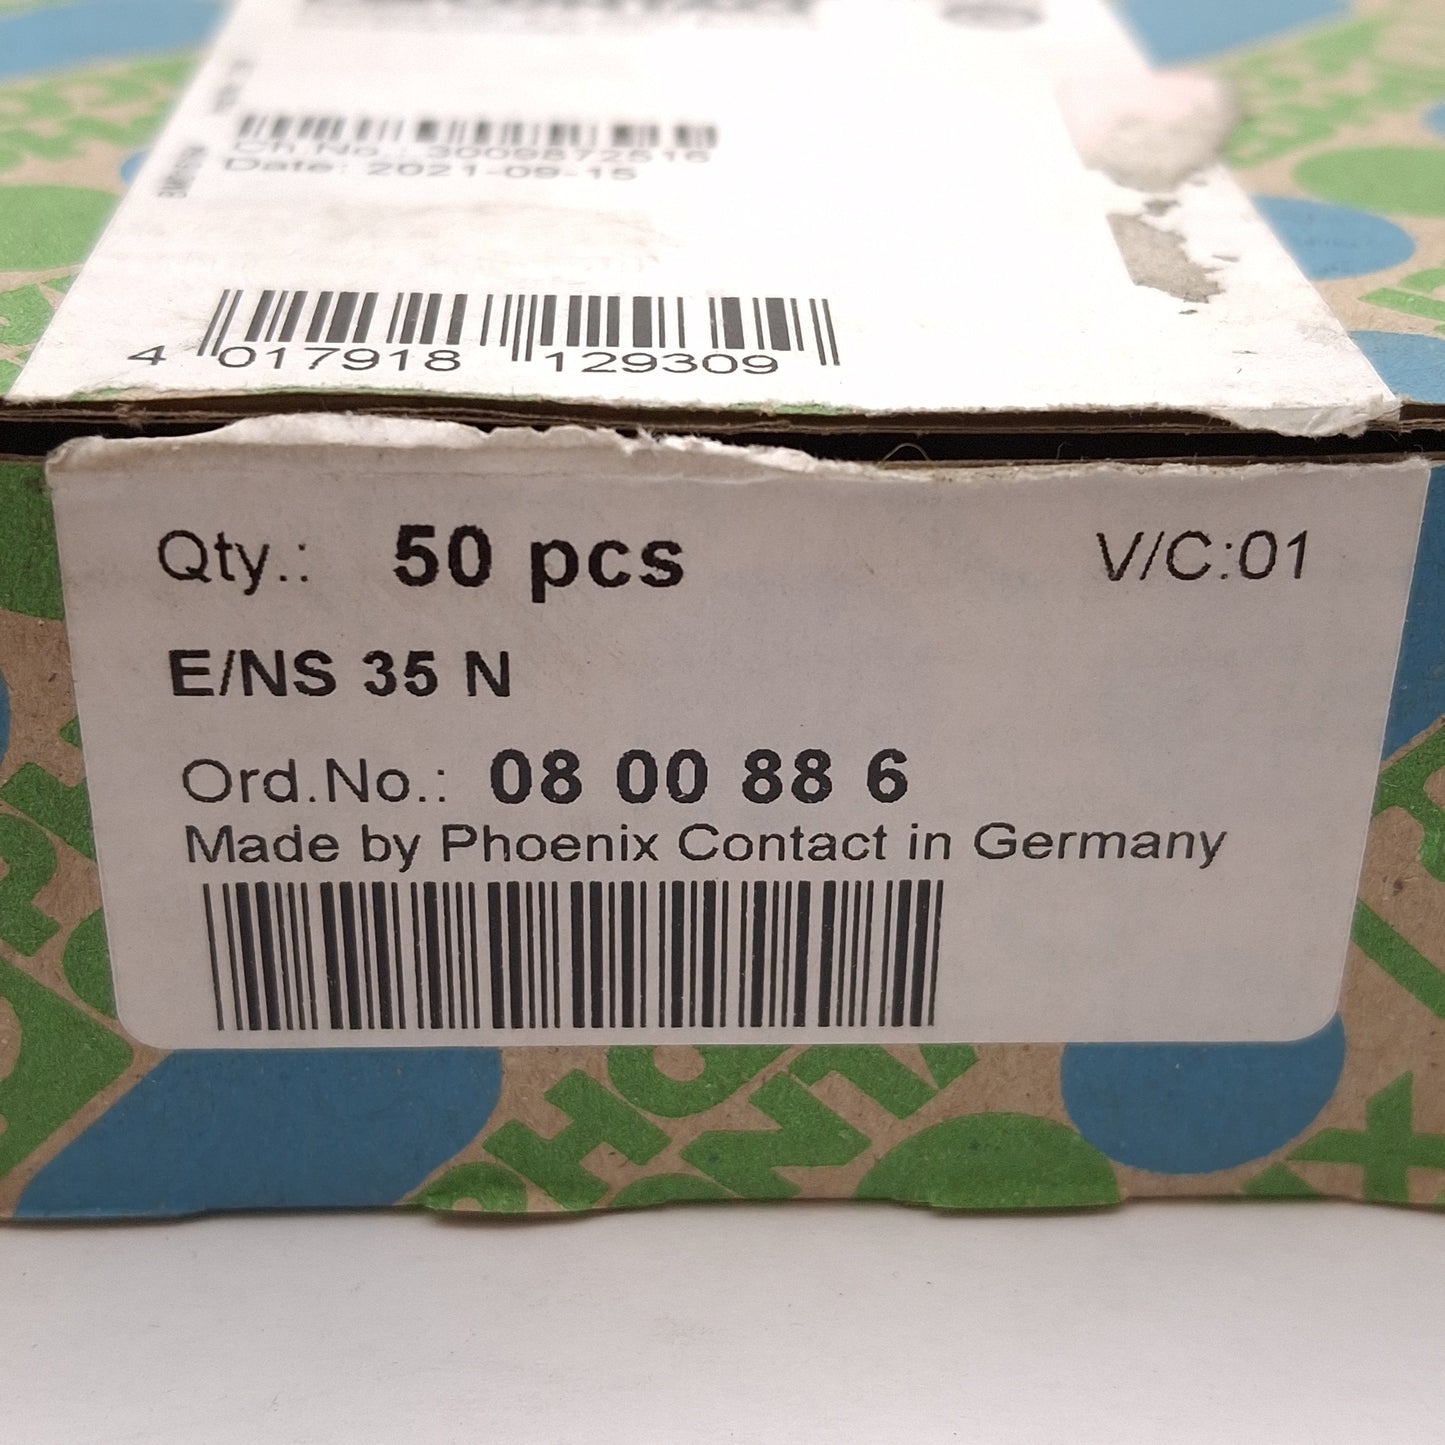 Ch.No.: 3009872516
Date: 2021-09-15
4 017918 129309
Qty.: 50 pcs V/C:01
E/NS 35 N
Ord.No.: 08 00 88 6
Made by Phoenix Contact in Germany